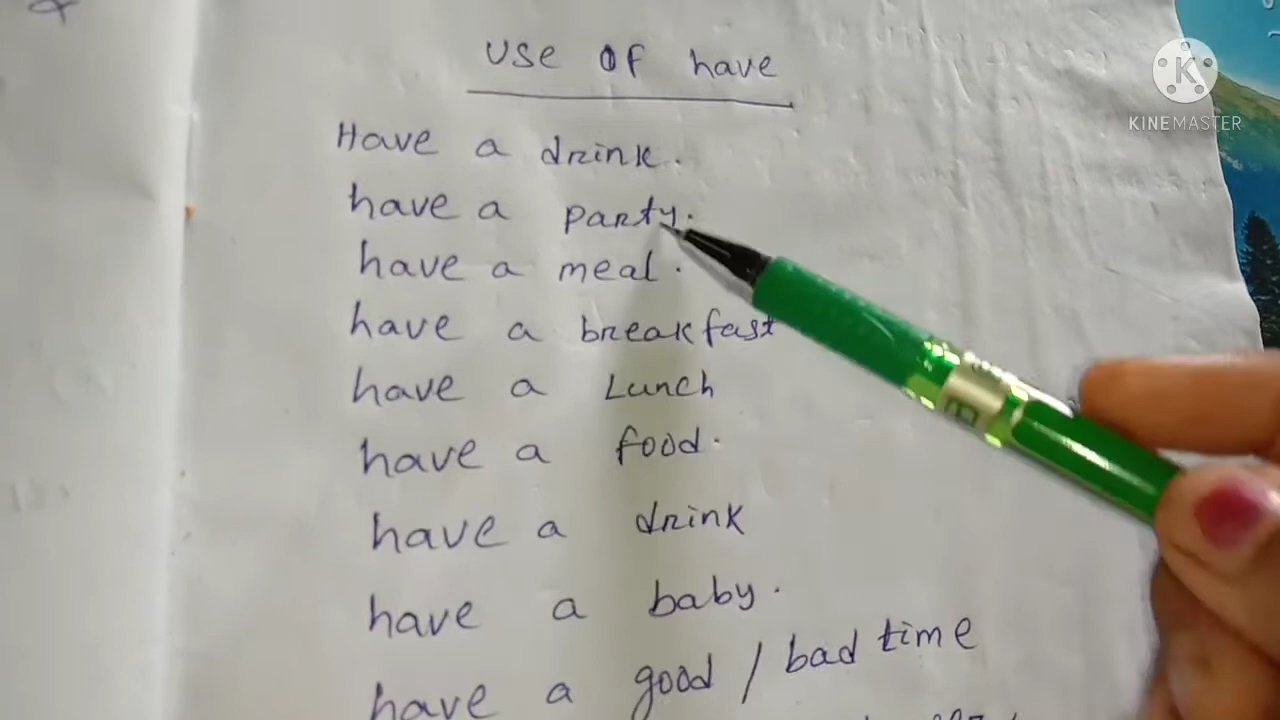 use of have
Have a drink.
have a party.
have a meal.
have a breakfast
have a Lunch
have a food.
have a drink
have a baby.
have a good / bad time
KINEMASTER